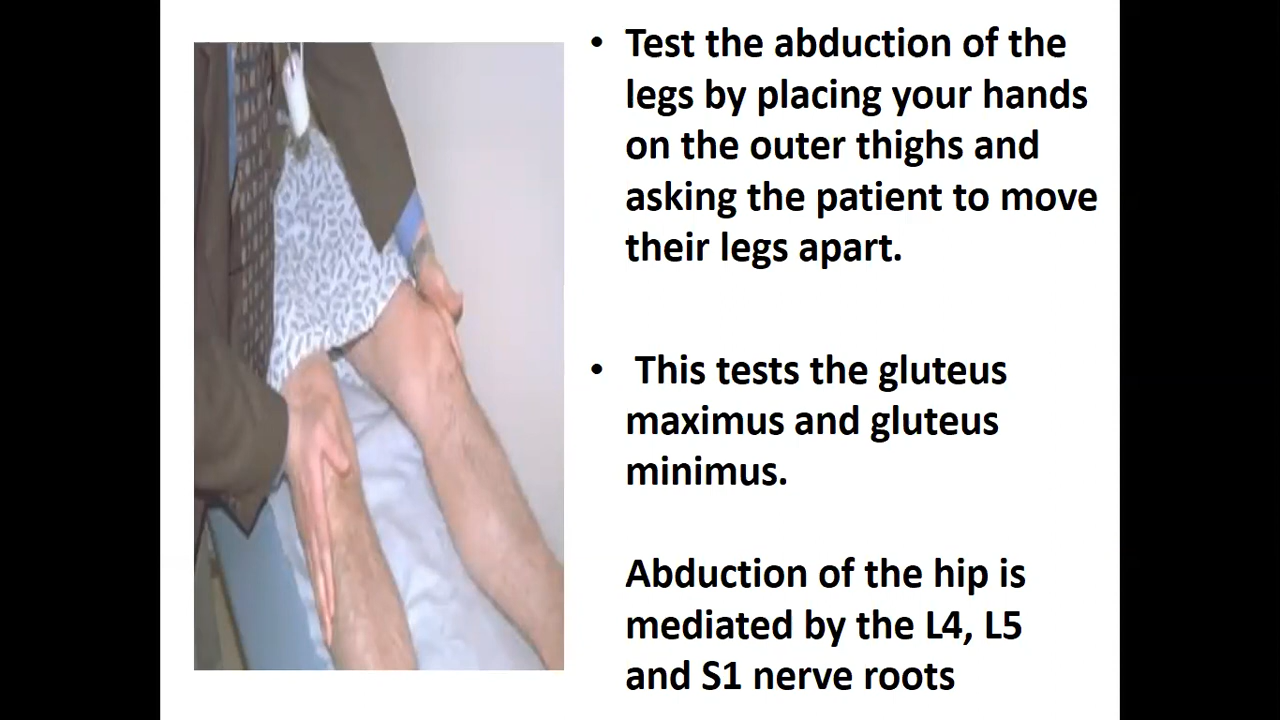 • Test the abduction of the
legs by placing your hands
on the outer thighs and
asking the patient to move
their legs apart.
• This tests the gluteus
maximus and gluteus
minimus.
Abduction of the hip is
mediated by the L4, L5
and S1 nerve roots